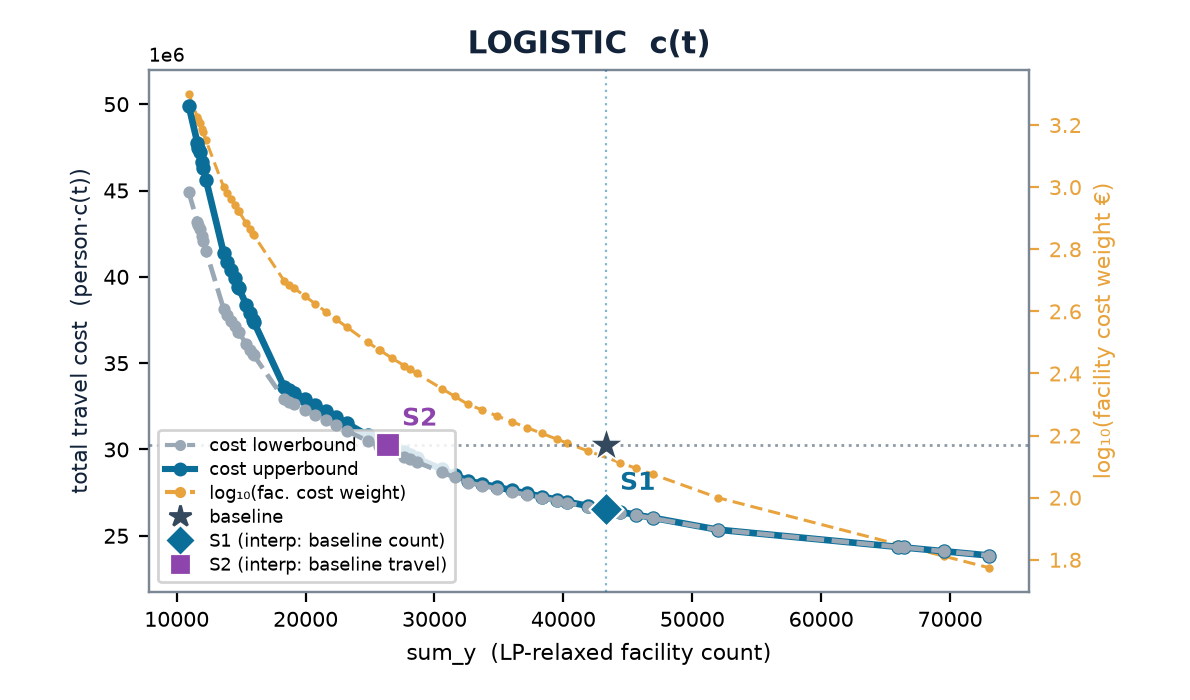 LOGISTIC  c(t)
1e6
50
45
40
35
30
25
total travel cost  (person·c(t))
3.2
3.0
2.8
2.6
2.4
2.2
2.0
1.8
log₁₀(facility cost weight €)
S2
S1
cost lowerbound
cost upperbound
log₁₀(fac. cost weight)
baseline
S1 (interp: baseline count)
S2 (interp: baseline travel)
10000 20000 30000 40000 50000 60000 70000
sum_y  (LP-relaxed facility count)